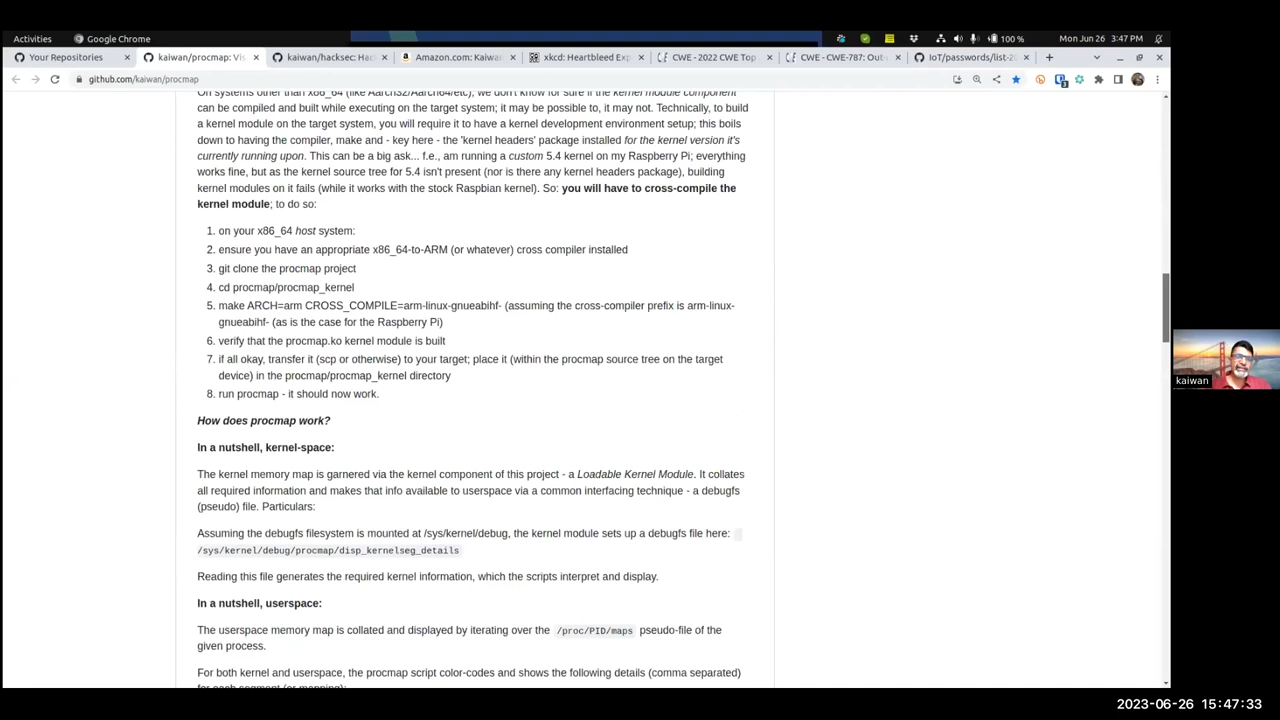 Activities
Google Chrome
100 %
Mon Jun 26 3:47 PM
Your Repositories
kaiwan/procmap: Vis
kaiwan/hacksec: Hac
Amazon.com: Kaiwan
xkcd: Heartbleed Exp
CWE - 2022 CWE Top
CWE - CWE-787: Out-
IoT/passwords/list-20
github.com/kaiwan/procmap
On systems other than x86_64 (like Aarch32/Aarch64/etc), we don't know for sure if the kernel module component
can be compiled and built while executing on the target system; it may be possible to, it may not. Technically, to build
a kernel module on the target system, you will require it to have a kernel development environment setup; this boils
down to having the compiler, make and - key here - the 'kernel headers' package installed for the kernel version it's
currently running upon. This can be a big ask... f.e., am running a custom 5.4 kernel on my Raspberry Pi; everything
works fine, but as the kernel source tree for 5.4 isn't present (nor is there any kernel headers package), building
kernel modules on it fails (while it works with the stock Raspbian kernel). So: you will have to cross-compile the
kernel module; to do so:
1. on your x86_64 host system:
2. ensure you have an appropriate x86_64-to-ARM (or whatever) cross compiler installed
3. git clone the procmap project
4. cd procmap/procmap_kernel
5. make ARCH=arm CROSS_COMPILE=arm-linux-gnueabihf- (assuming the cross-compiler prefix is arm-linux-
gnueabihf- (as is the case for the Raspberry Pi)
6. verify that the procmap.ko kernel module is built
7. if all okay, transfer it (scp or otherwise) to your target; place it (within the procmap source tree on the target
device) in the procmap/procmap_kernel directory
8. run procmap - it should now work.
How does procmap work?
In a nutshell, kernel-space:
The kernel memory map is garnered via the kernel component of this project - a Loadable Kernel Module. It collates
all required information and makes that info available to userspace via a common interfacing technique - a debugfs
(pseudo) file. Particulars:
Assuming the debugfs filesystem is mounted at /sys/kernel/debug, the kernel module sets up a debugfs file here:
/sys/kernel/debug/procmap/disp_kernelseg_details
Reading this file generates the required kernel information, which the scripts interpret and display.
In a nutshell, userspace:
The userspace memory map is collated and displayed by iterating over the /proc/PID/maps pseudo-file of the
given process.
For both kernel and userspace, the procmap script color-codes and shows the following details (comma separated)
for each segment (or mapping):
kaiwan
2023-06-26 15:47:33